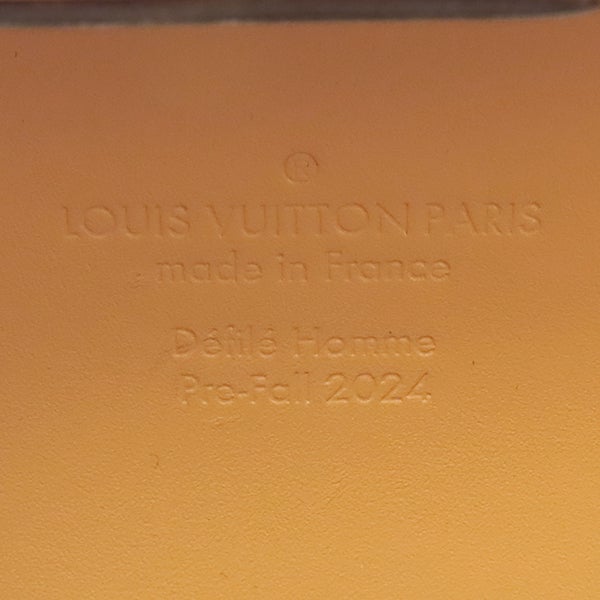 ®
LOUIS VUITTON PARIS
made in France
Défilé Homme
Pre-Fall 2024